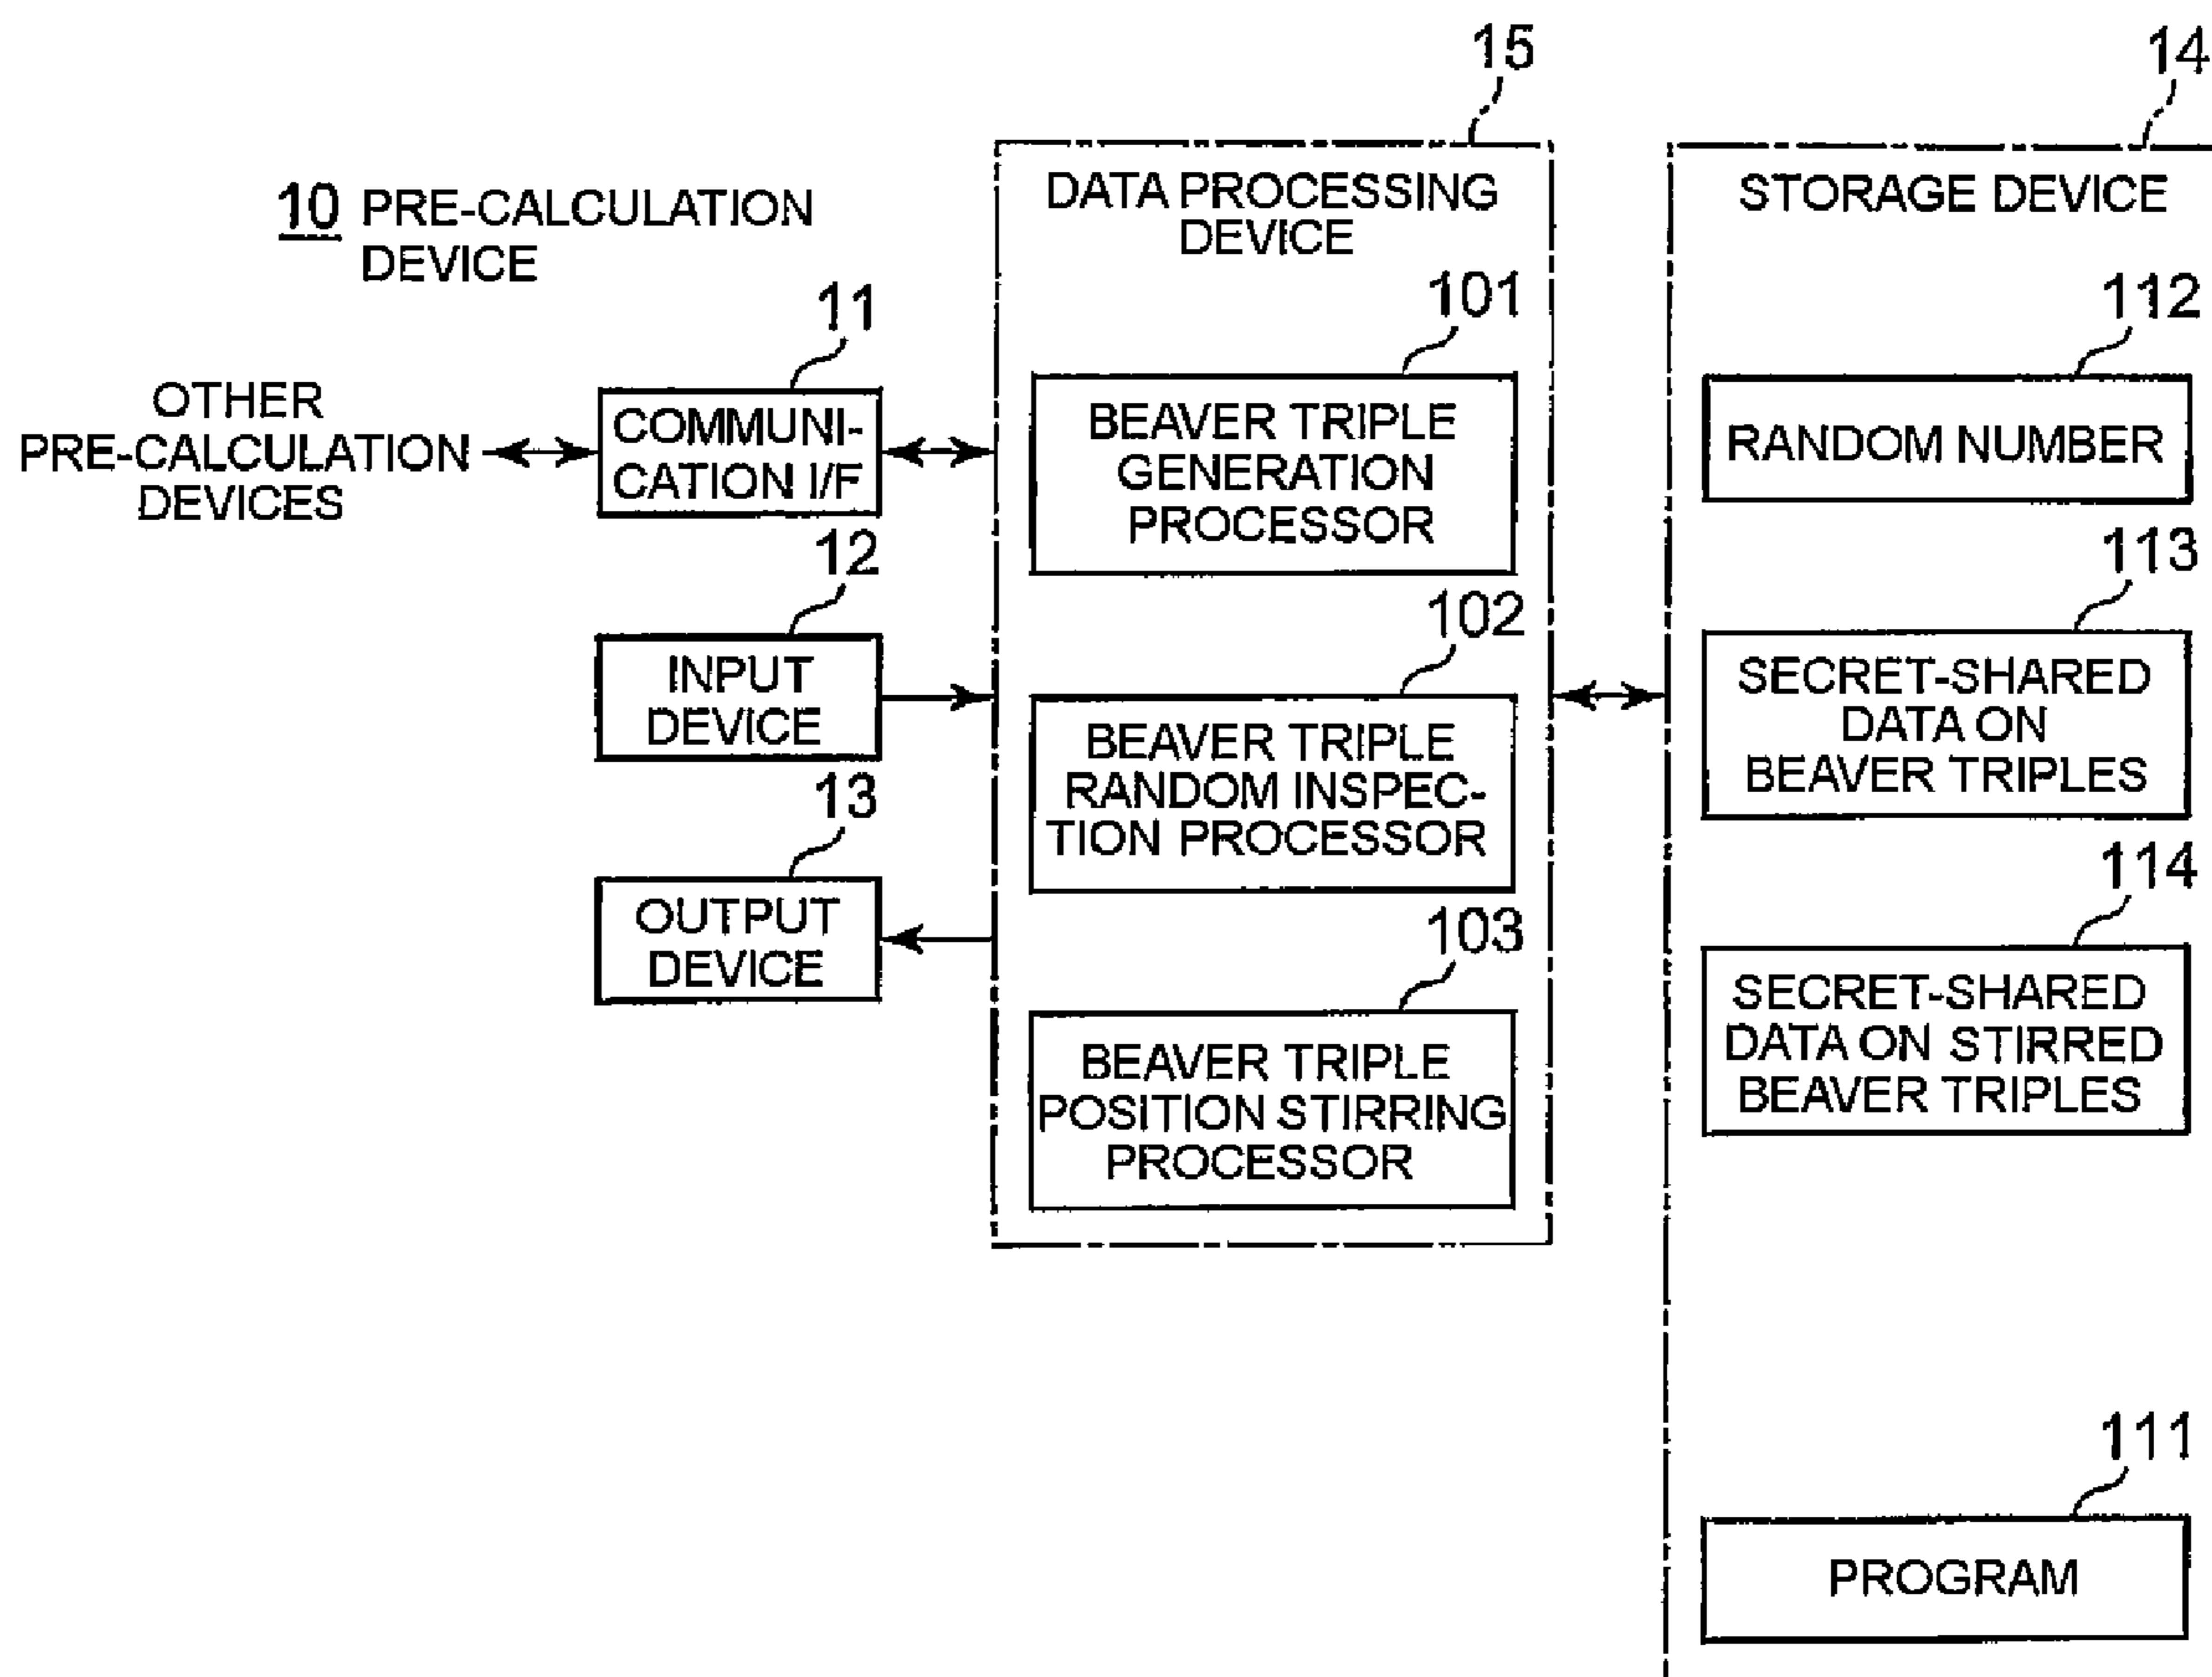 10 PRE-CALCULATION
DEVICE
OTHER
PRE-CALCULATION
DEVICES
11
COMMUNI-
CATION I/F
12
INPUT
DEVICE
13
OUTPUT
DEVICE
15
DATA PROCESSING
DEVICE
101
BEAVER TRIPLE
GENERATION
PROCESSOR
102
BEAVER TRIPLE
RANDOM INSPEC-
TION PROCESSOR
103
BEAVER TRIPLE
POSITION STIRRING
PROCESSOR
14
STORAGE DEVICE
112
RANDOM NUMBER
113
SECRET-SHARED
DATA ON
BEAVER TRIPLES
114
SECRET-SHARED
DATA ON STIRRED
BEAVER TRIPLES
111
PROGRAM